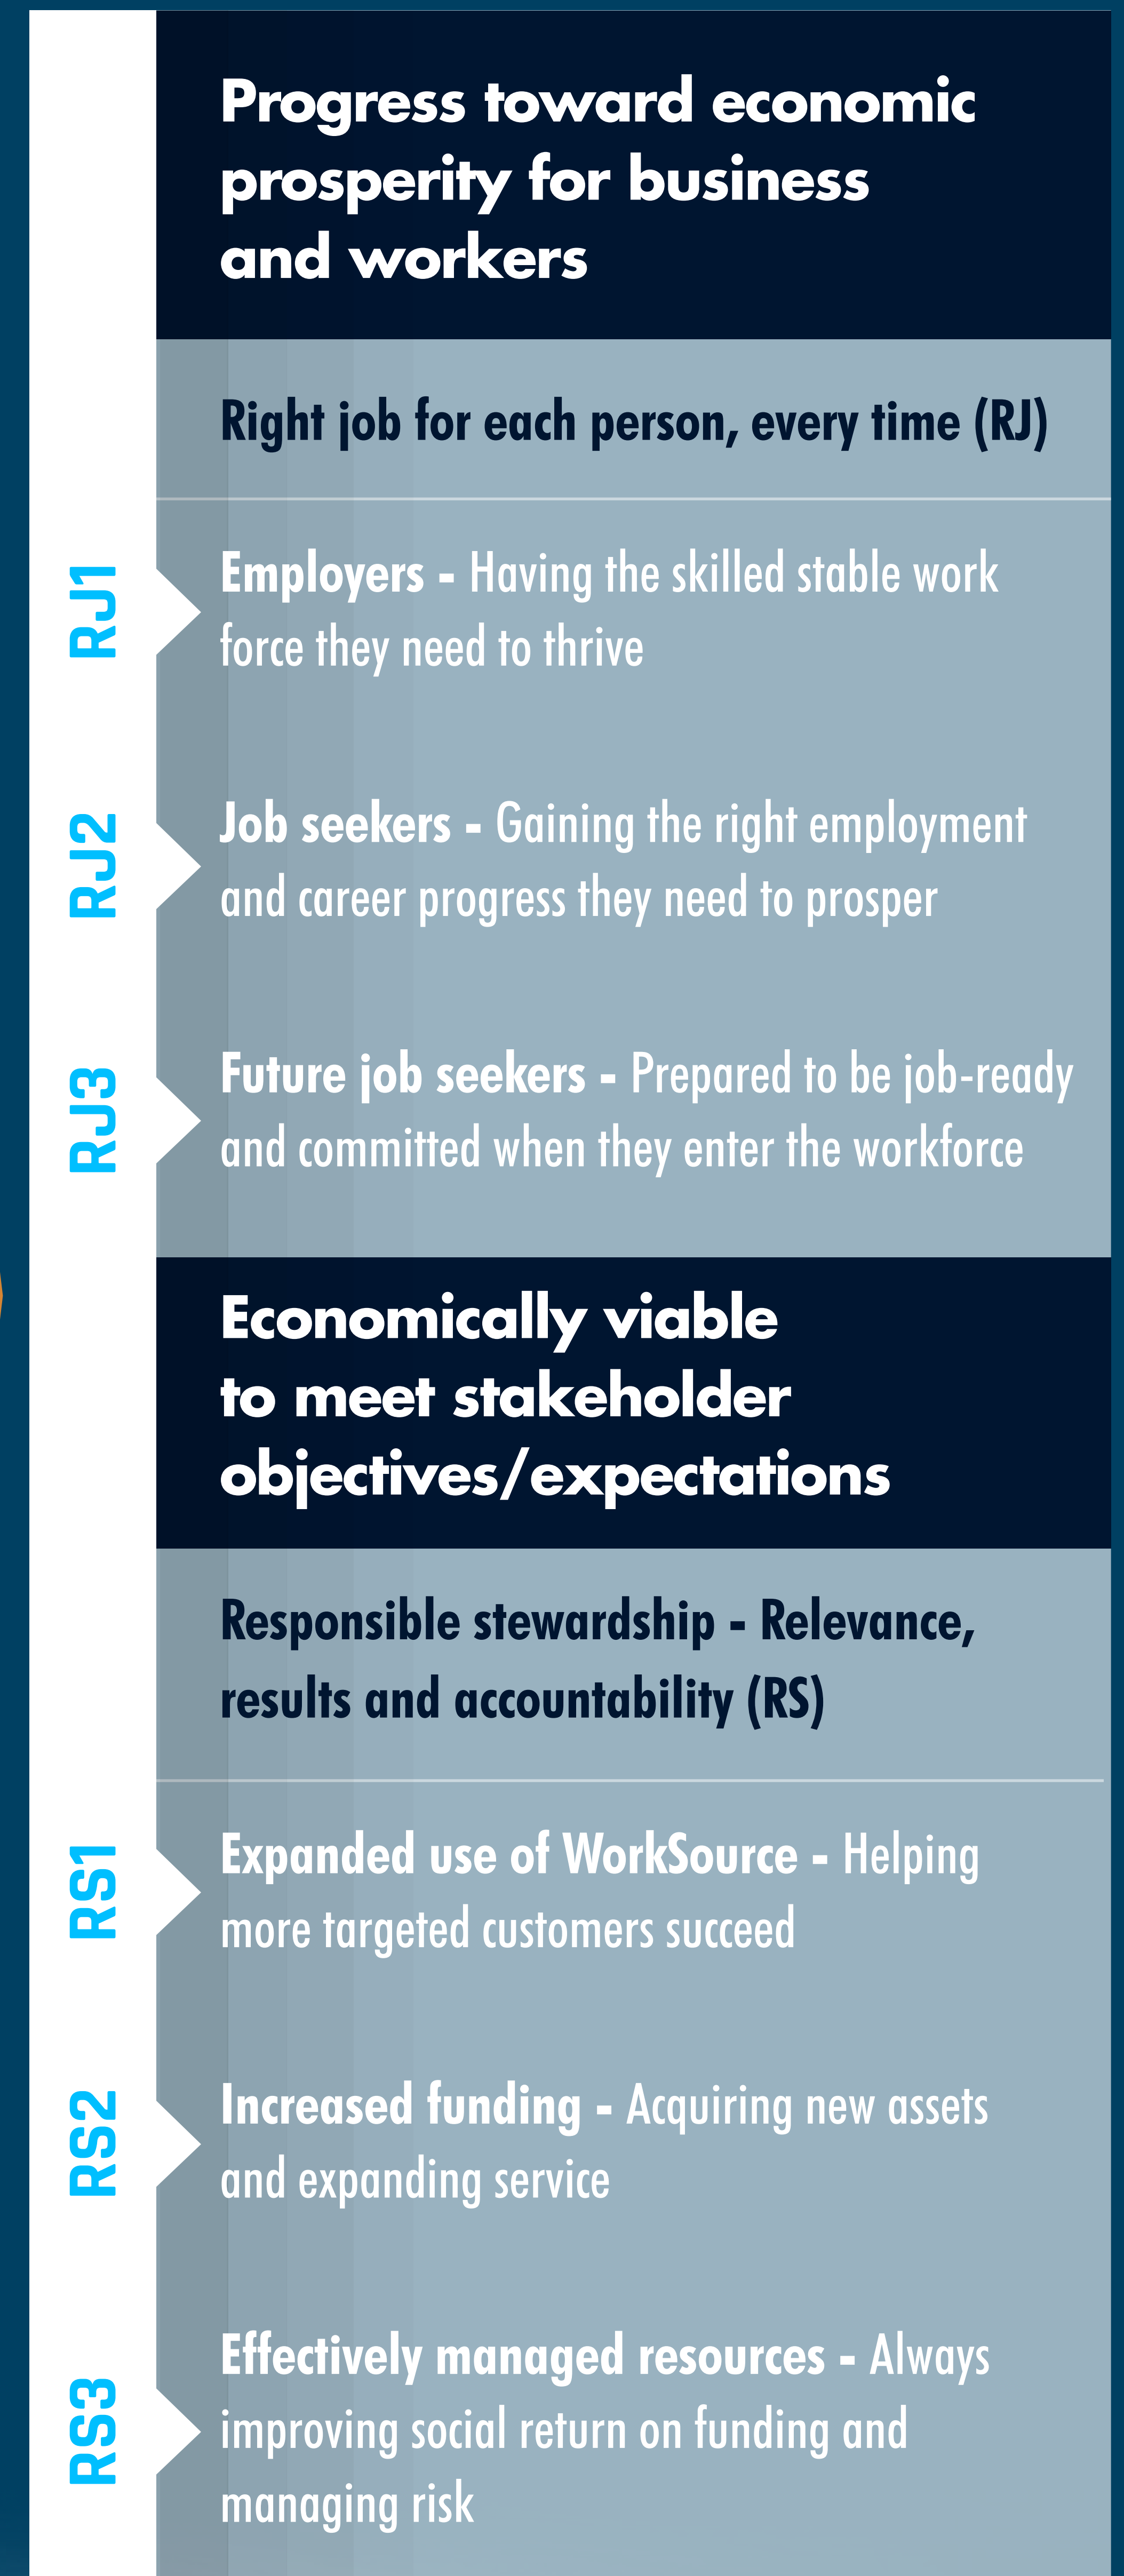 Progress toward economic
prosperity for business
and workers
Right job for each person, every time (RJ)
RJ1
Employers - Having the skilled stable work
force they need to thrive
RJ2
Job seekers - Gaining the right employment
and career progress they need to prosper
RJ3
Future job seekers - Prepared to be job-ready
and committed when they enter the workforce
Economically viable
to meet stakeholder
objectives/expectations
Responsible stewardship - Relevance,
results and accountability (RS)
RS1
Expanded use of WorkSource - Helping
more targeted customers succeed
RS2
Increased funding - Acquiring new assets
and expanding service
RS3
Effectively managed resources - Always
improving social return on funding and
managing risk